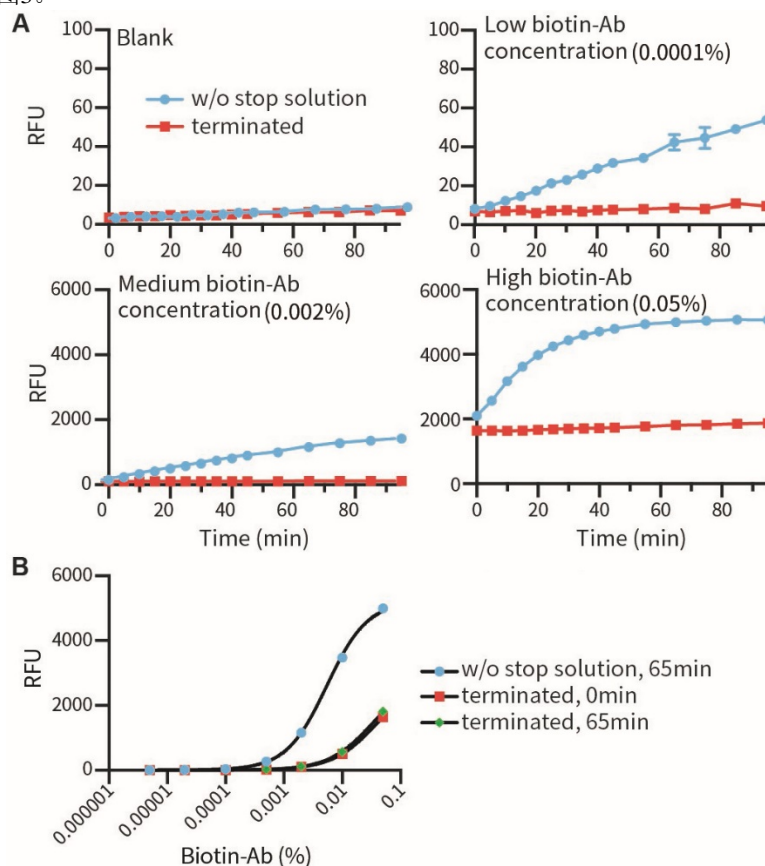 图5。
A
Blank
w/o stop solution
terminated
RFU
100
80
60
40
20
0
0 20 40 60 80
Low biotin-Ab
concentration (0.0001%)
100
80
60
40
20
0
0 20 40 60 80
Medium biotin-Ab
concentration (0.002%)
RFU
6000
4000
2000
0
0 20 40 60 80
Time (min)
High biotin-Ab
concentration (0.05%)
6000
4000
2000
0
0 20 40 60 80
Time (min)
B
RFU
6000
4000
2000
0
0.000001 0.00001 0.0001 0.001 0.01 0.1
Biotin-Ab (%)
w/o stop solution, 65min
terminated, 0min
terminated, 65min